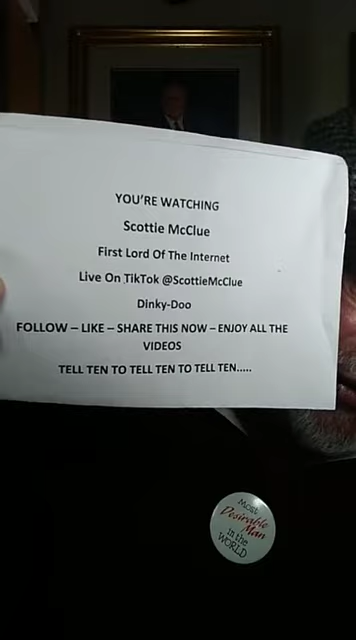 YOU'RE WATCHING
Scottie McClue
First Lord Of The Internet
Live On TikTok @ScottieMcClue
Dinky-Doo
FOLLOW – LIKE – SHARE THIS NOW – ENJOY ALL THE
VIDEOS
TELL TEN TO TELL TEN TO TELL TEN.....
Most
Desirable
Man
in the
WORLD